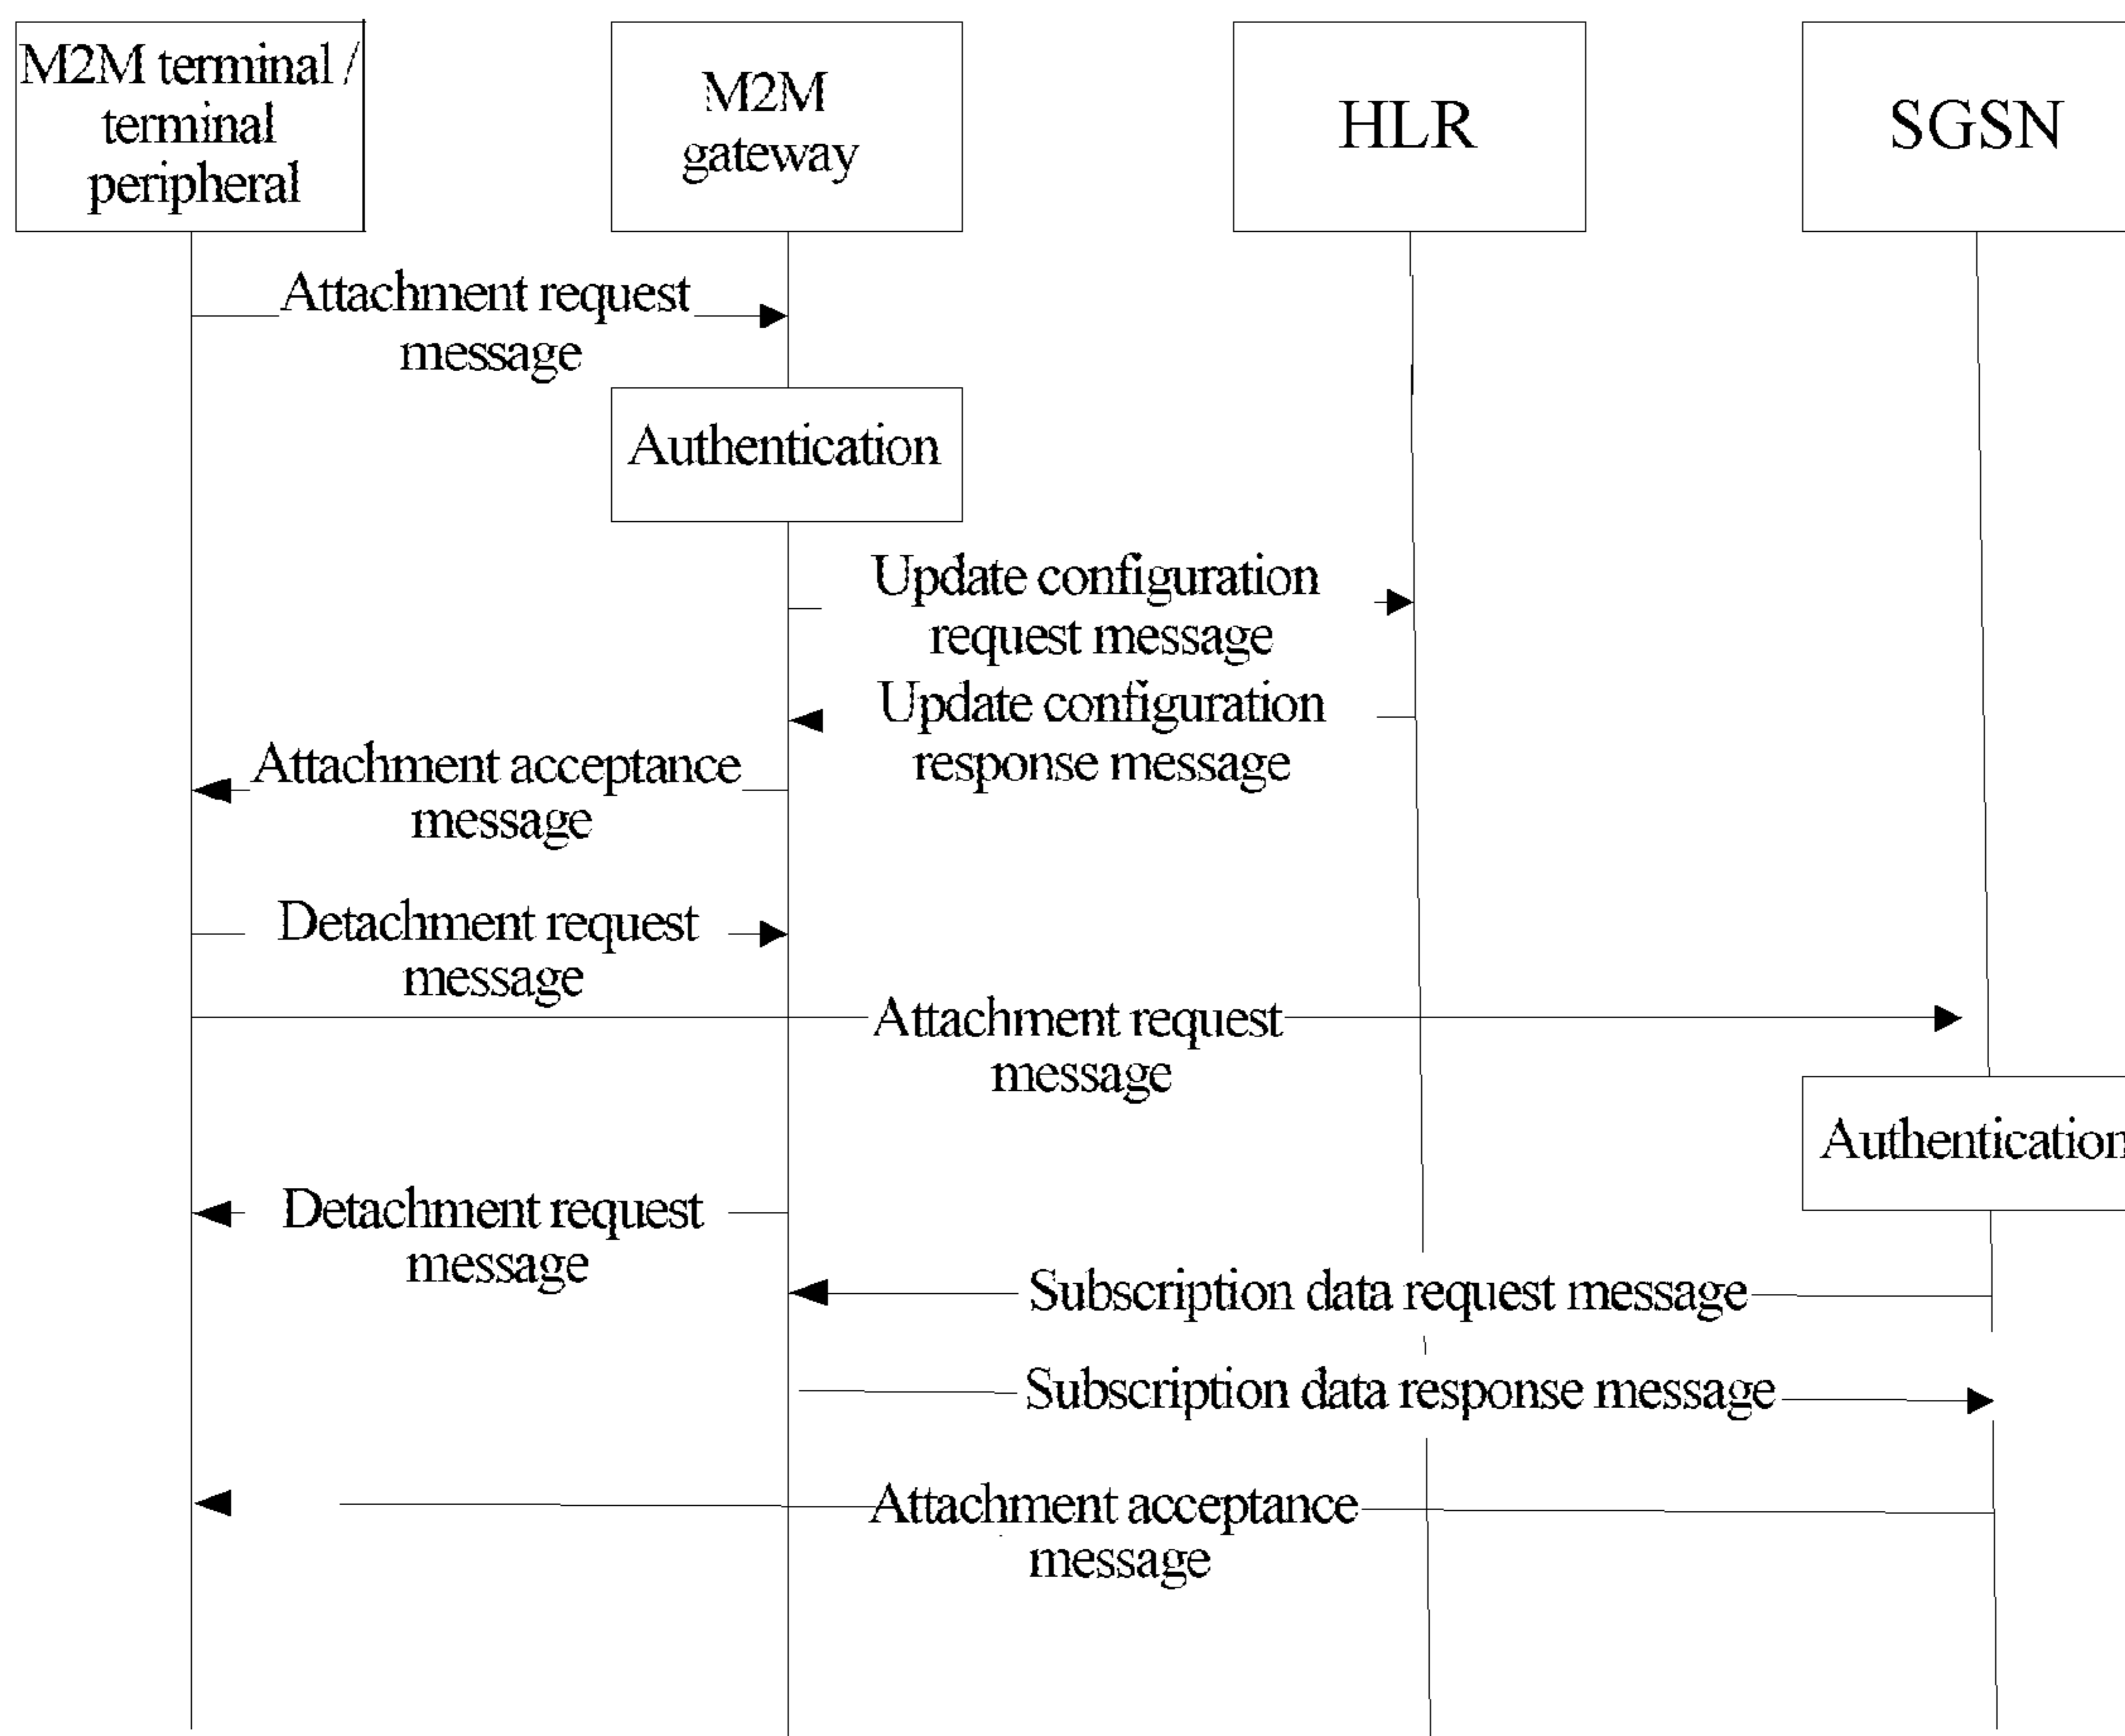 M2M terminal /
terminal
peripheral
M2M
gateway
HLR
SGSN
Attachment request
message
Authentication
Update configuration
request message
Update configuration
response message
Attachment acceptance
message
Detachment request
message
Attachment request
message
Authentication
Detachment request
message
Subscription data request message
Subscription data response message
Attachment acceptance
message